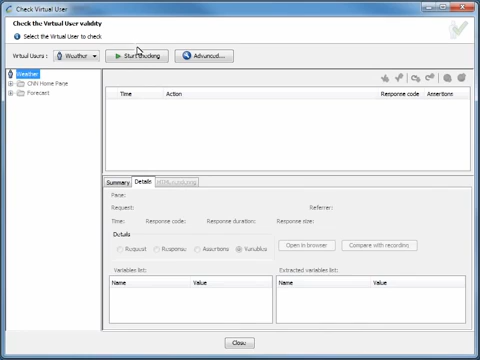 Check Virtual User
Check the Virtual User validity
Select the Virtual User to check
Virtual Users : Weather Start checking Advanced...
Weather
CNN Home Page
Forecast
Time Action Response code Assertions
Summary Details
Request: Referrer:
Time: Response code: Response duration: Response size:
Details
Request Response Assertions Variables Open in browser Compare with recording
Variables list: Extracted variables list:
Name Value Name Value
Close